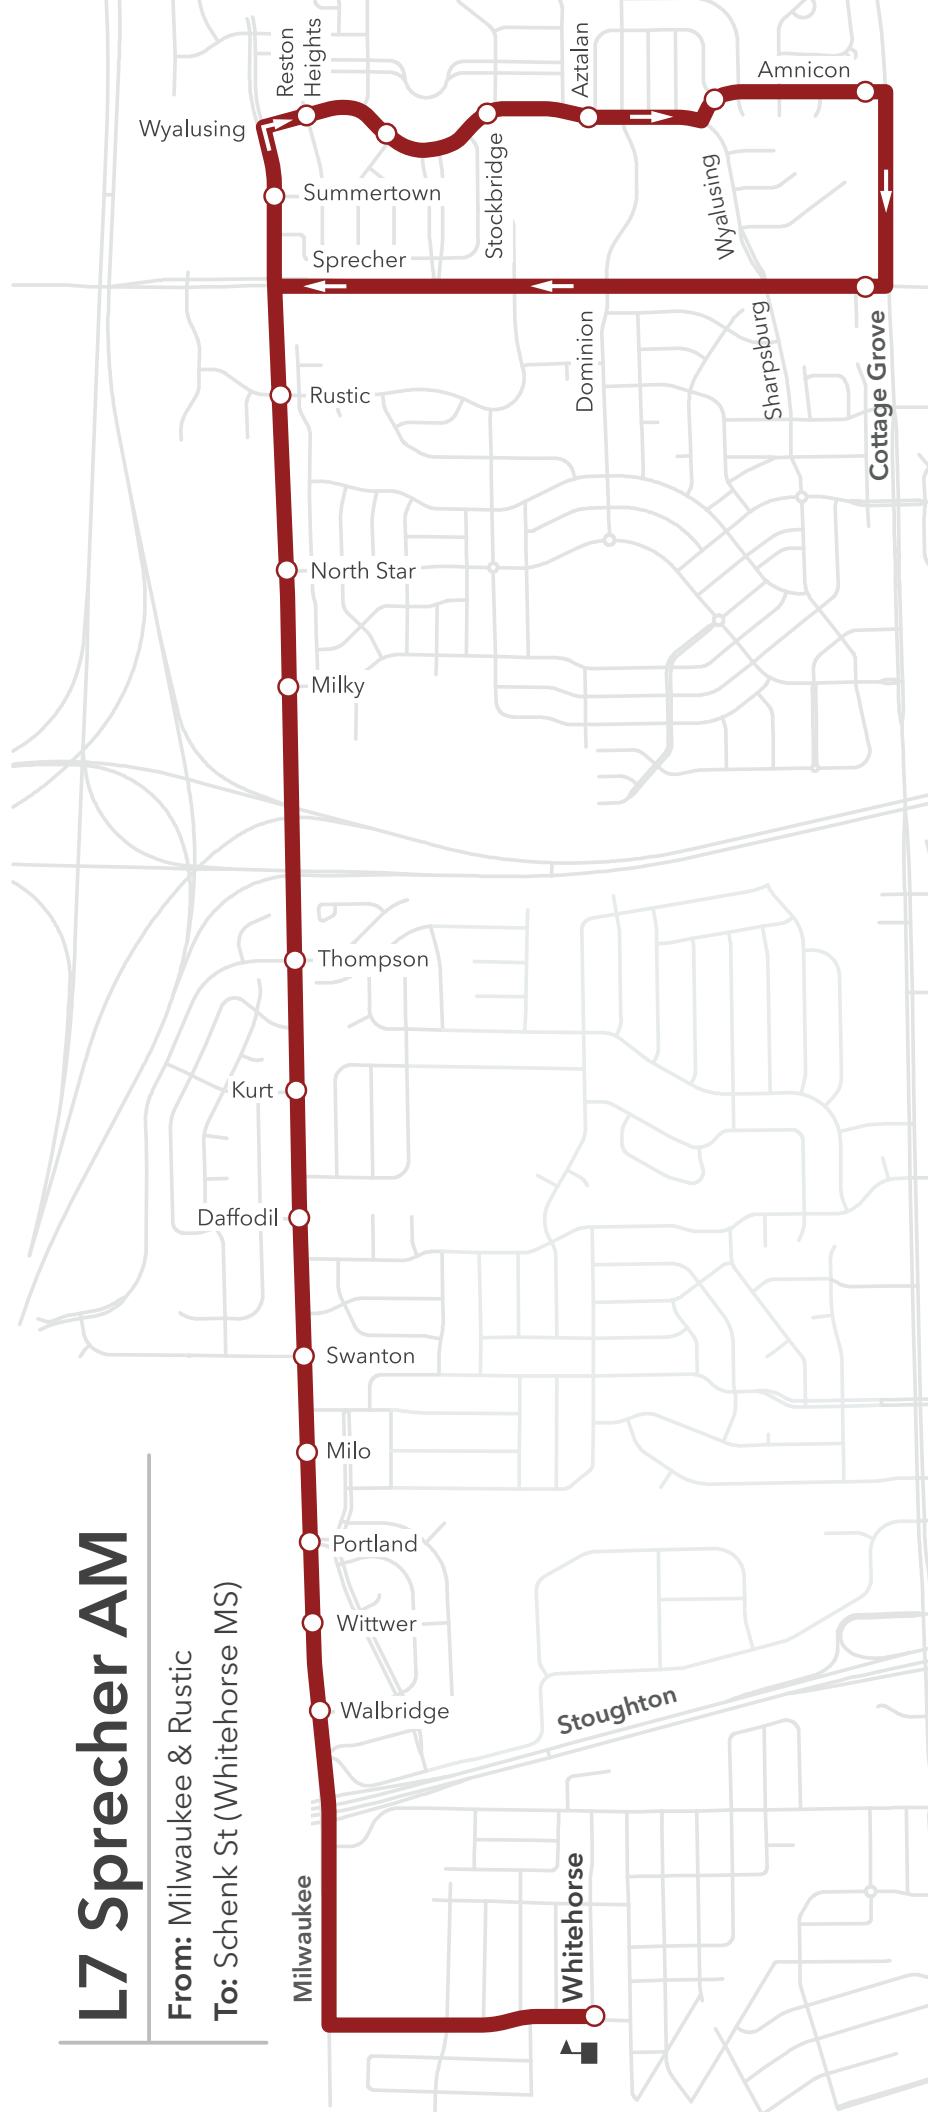 L7 Sprecher AM
From: Milwaukee & Rustic
To: Schenk St (Whitehorse MS)
Reston
Heights
Aztalan
Amnicon
Wyalusing
Stockbridge
Wyalusing
Summertown
Sprecher
Dominion
Sharpsburg
Cottage Grove
Rustic
North Star
Milky
Thompson
Kurt
Daffodil
Swanton
Milo
Portland
Wittwer
Walbridge
Stoughton
Milwaukee
Whitehorse